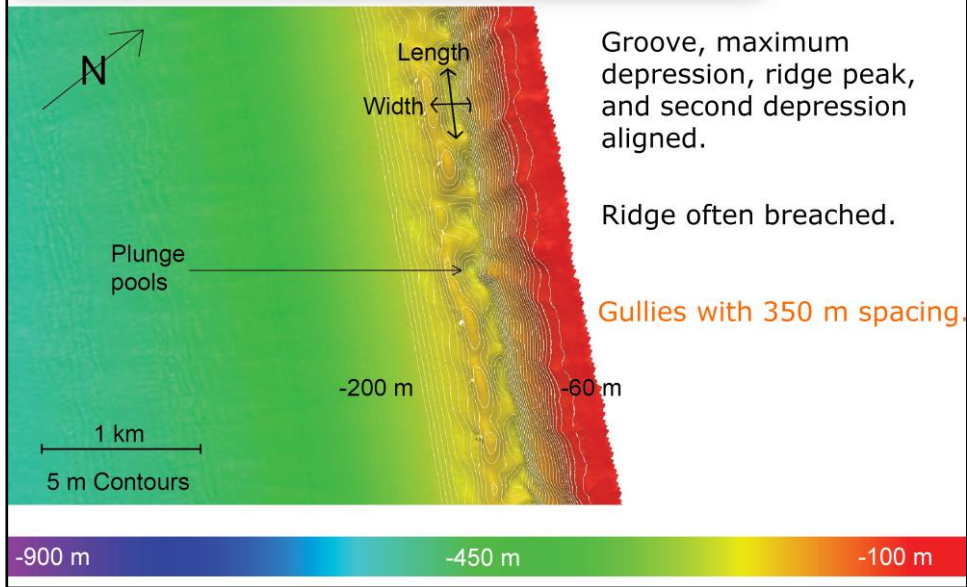 N
Length
Width
Groove, maximum
depression, ridge peak,
and second depression
aligned.
Ridge often breached.
Plunge
pools
Gullies with 350 m spacing.
-200 m
-60 m
1 km
5 m Contours
-900 m
-450 m
-100 m